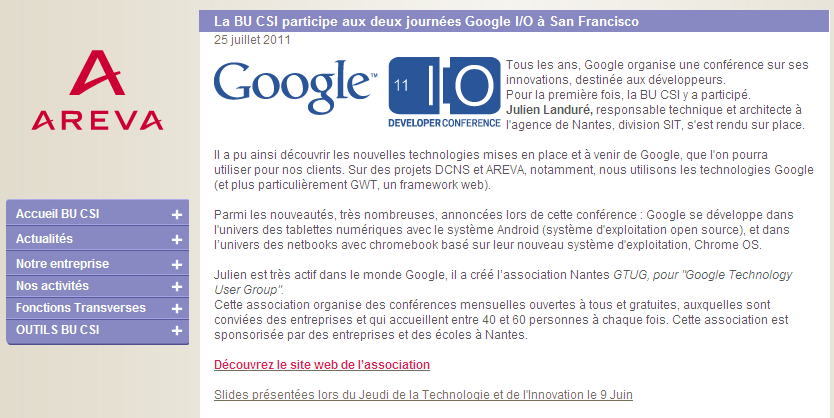 AREVA
Accueil BU CSI +
Actualités +
Notre entreprise +
Nos activités +
Fonctions Transverses +
OUTILS BU CSI +
La BU CSI participe aux deux journées Google I/O à San Francisco
25 juillet 2011
Google™
11 I/O
DEVELOPER CONFERENCE
Tous les ans, Google organise une conférence sur ses
innovations, destinée aux développeurs.
Pour la première fois, la BU CSI y a participé.
Julien Landuré, responsable technique et architecte à
l'agence de Nantes, division SIT, s'est rendu sur place.
Il a pu ainsi découvrir les nouvelles technologies mises en place et à venir de Google, que l'on pourra
utiliser pour nos clients. Sur des projets DCNS et AREVA, notamment, nous utilisons les technologies Google
(et plus particulièrement GWT, un framework web).
Parmi les nouveautés, très nombreuses, annoncées lors de cette conférence : Google se développe dans
l'univers des tablettes numériques avec le système Android (système d'exploitation open source), et dans
l'univers des netbooks avec chromebook basé sur leur nouveau système d'exploitation, Chrome OS.
Julien est très actif dans le monde Google, il a créé l'association Nantes GTUG, pour "Google Technology
User Group".
Cette association organise des conférences mensuelles ouvertes à tous et gratuites, auxquelles sont
conviées des entreprises et qui accueillent entre 40 et 60 personnes à chaque fois. Cette association est
sponsorisée par des entreprises et des écoles à Nantes.
Découvrez le site web de l'association
Slides présentées lors du Jeudi de la Technologie et de l'Innovation le 9 Juin